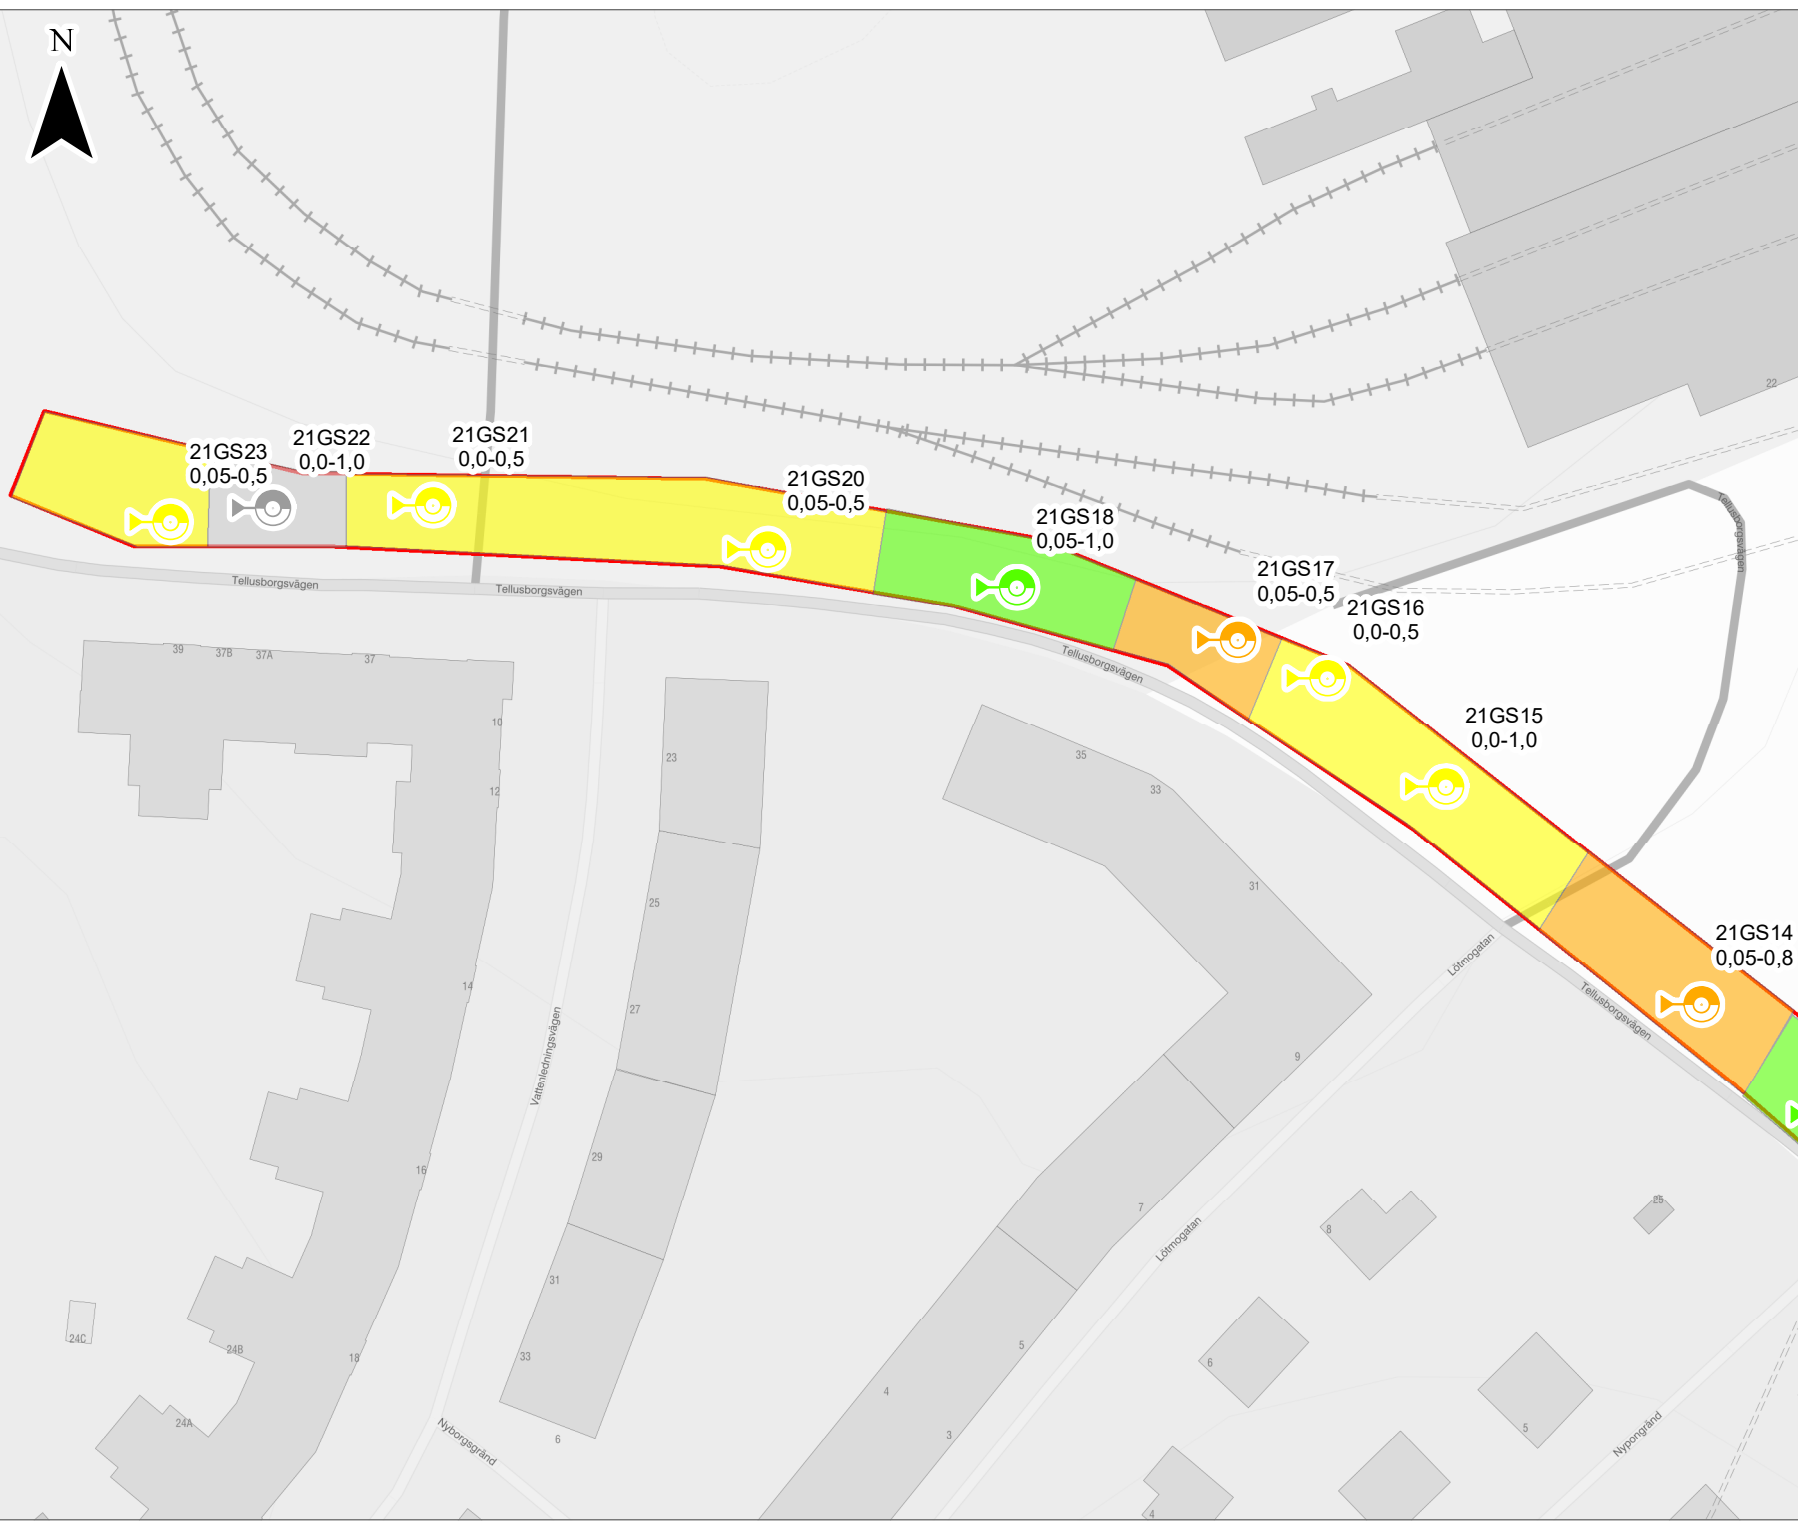 N
22
Tellusborgsvägen
21GS23
0,05-0,5
21GS22
0,0-1,0
21GS21
0,0-0,5
21GS20
0,05-0,5
21GS18
0,05-1,0
21GS17
0,05-0,5
21GS16
0,0-0,5
21GS15
0,0-1,0
21GS14
0,05-0,8
Tellusborgsvägen
Tellusborgsvägen
Tellusborgsvägen
Tellusborgsvägen
39
37B
37A
37
10
12
14
16
18
24C
24B
24A
23
25
27
29
31
33
6
Vattenledningsvägen
Nyborgsgränd
35
33
31
9
7
5
4
3
Lötmogatan
Lötmogatan
8
25
6
5
4
Nypongränd